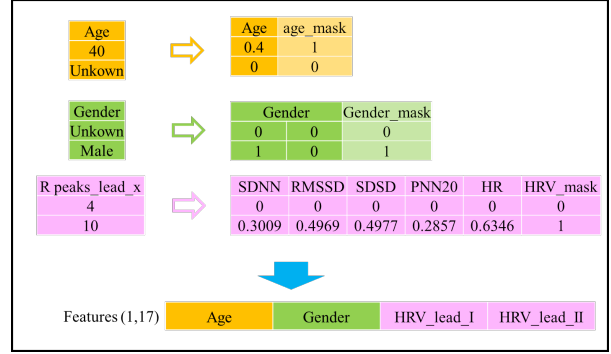 Age
40
Unkown
Age age_mask
0.4 1
0 0
Gender
Unkown
Male
Gender Gender_mask
0 0 0
1 0 1
R peaks_lead_x
4
10
SDNN RMSSD SDSD PNN20 HR HRV_mask
0 0 0 0 0 0
0.3009 0.4969 0.4977 0.2857 0.6346 1
Features (1,17) Age Gender HRV_lead_I HRV_lead_II